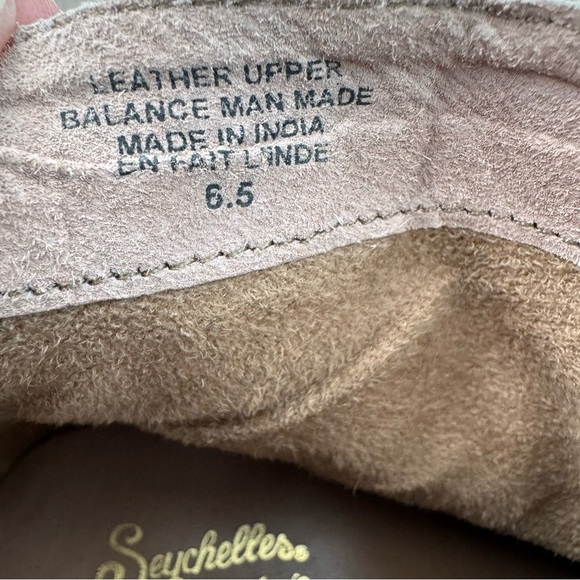 LEATHER UPPER
BALANCE MAN MADE
MADE IN INDIA
EN FAIT L'INDE
6.5
Seychelles®